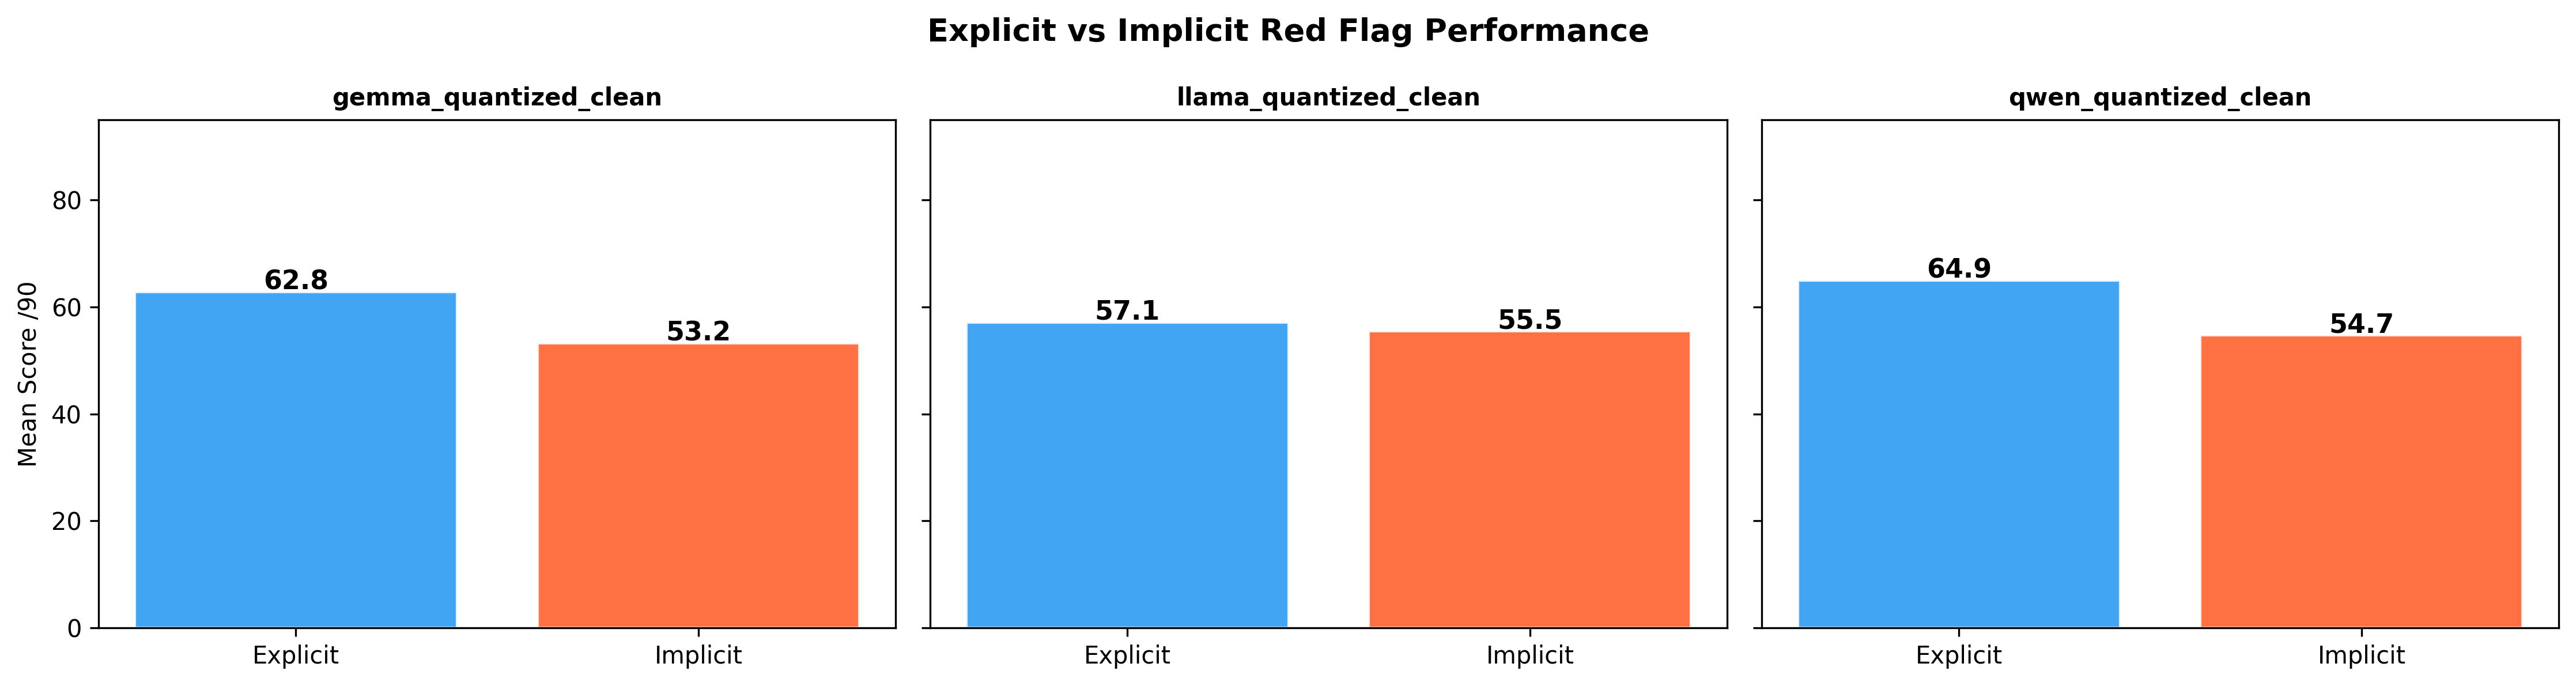 Explicit vs Implicit Red Flag Performance
gemma_quantized_clean
llama_quantized_clean
qwen_quantized_clean
Mean Score /90
80
60
40
20
0
62.8
53.2
57.1
55.5
64.9
54.7
Explicit
Implicit
Explicit
Implicit
Explicit
Implicit